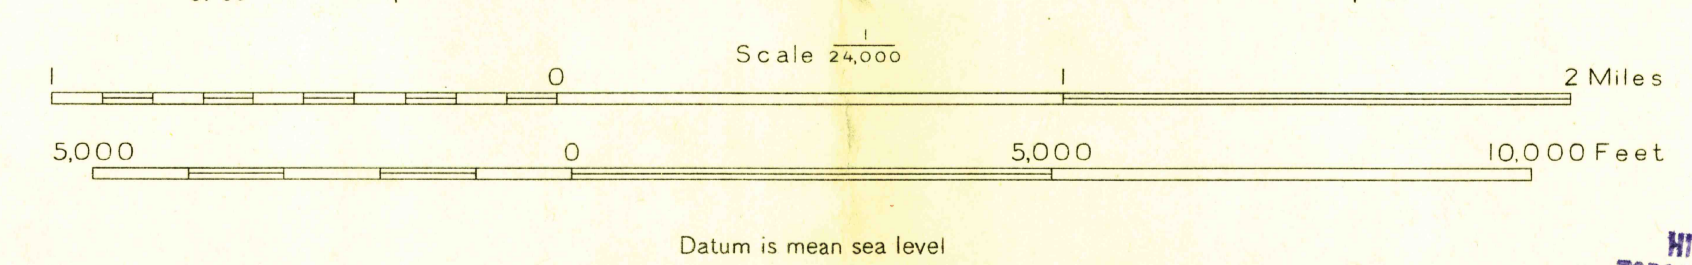 Scale 1/24,000
1 0 1 2 Miles
5,000 0 5,000 10,000 Feet
Datum is mean sea level
HI